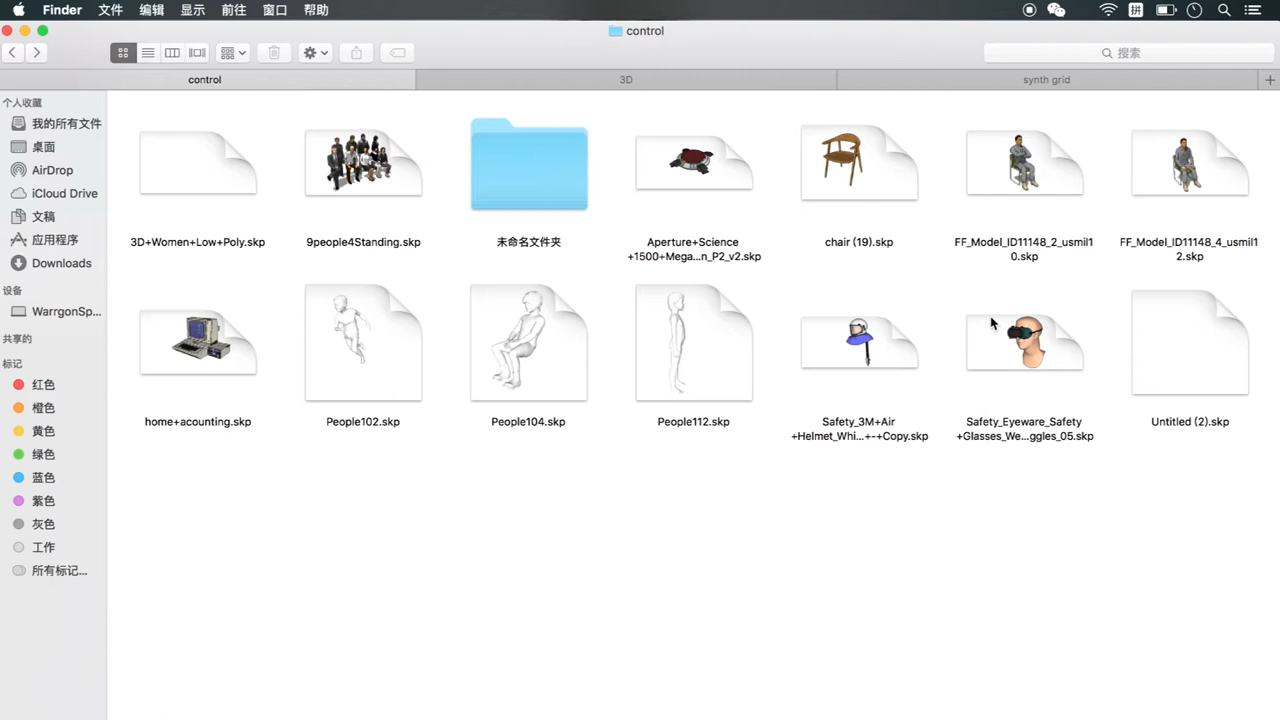 Finder 文件 编辑 显示 前往 窗口 帮助 拼
control
搜索
control 3D synth grid
个人收藏
我的所有文件
桌面
AirDrop
iCloud Drive
文稿
应用程序
Downloads
设备
WarrgonSp...
共享的
标记
红色
橙色
黄色
绿色
蓝色
紫色
灰色
工作
所有标记...
3D+Women+Low+Poly.skp
9people4Standing.skp
未命名文件夹
Aperture+Science
+1500+Mega...n_P2_v2.skp
chair (19).skp
FF_Model_ID11148_2_usmil1
0.skp
FF_Model_ID11148_4_usmil1
2.skp
home+acounting.skp
People102.skp
People104.skp
People112.skp
Safety_3M+Air
+Helmet_Whi...+-+Copy.skp
Safety_Eyeware_Safety
+Glasses_We...ggles_05.skp
Untitled (2).skp